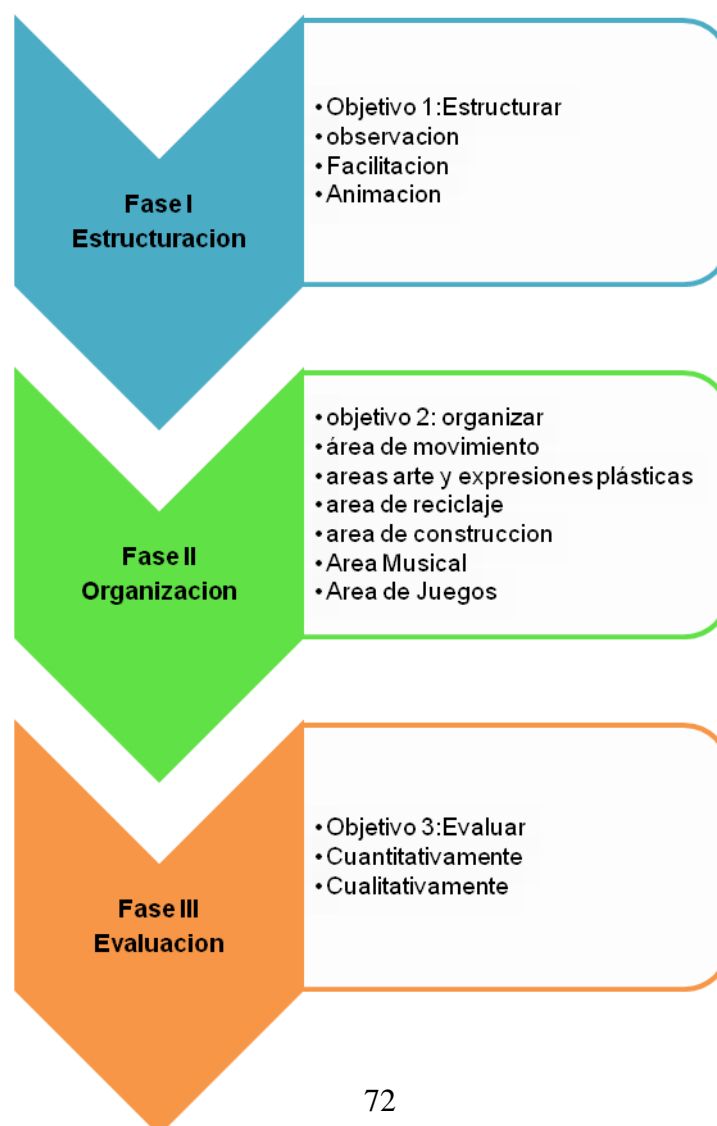 Fase I
Estructuracion
•Objetivo 1:Estructurar
•observacion
•Facilitacion
•Animacion
Fase II
Organizacion
•objetivo 2: organizar
•área de movimiento
•areas arte y expresiones plásticas
•area de reciclaje
•area de construccion
•Area Musical
•Area de Juegos
Fase III
Evaluacion
•Objetivo 3:Evaluar
•Cuantitativamente
•Cualitativamente
72